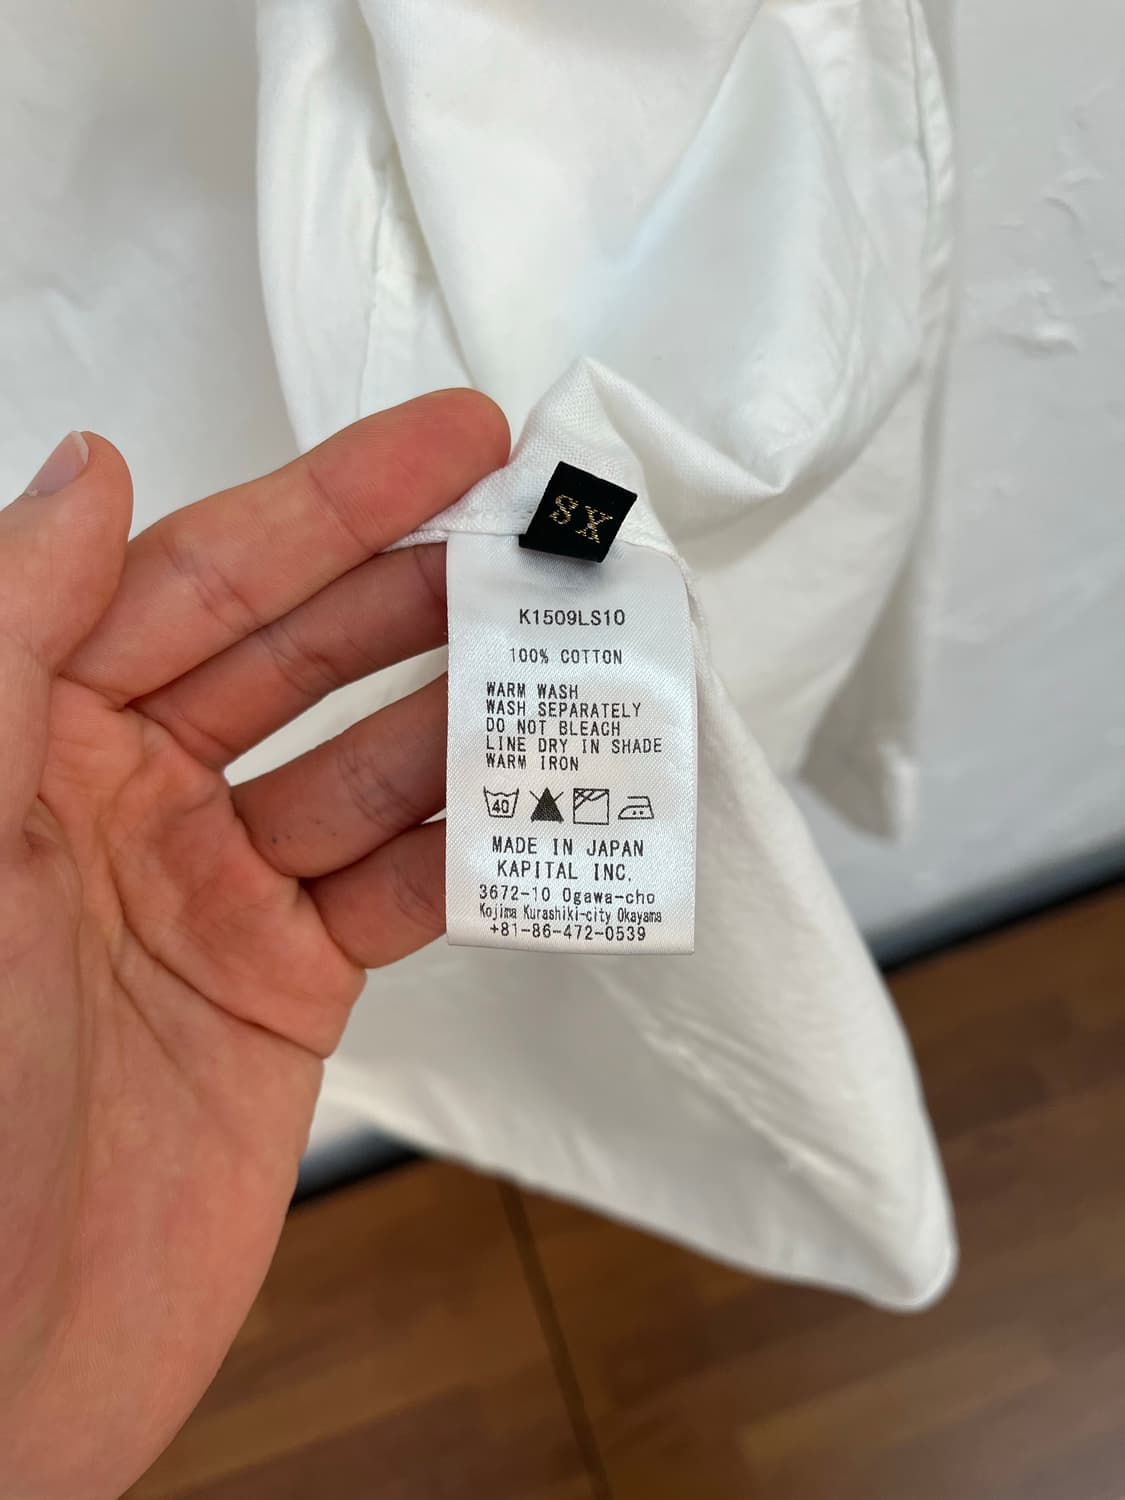 8X
K1509LS10
100% COTTON
WARM WASH
WASH SEPARATELY
DO NOT BLEACH
LINE DRY IN SHADE
WARM IRON
40
MADE IN JAPAN
KAPITAL INC.
3672-10 Ogawa-cho
Kojima Kurashiki-city Okayama
+81-86-472-0539